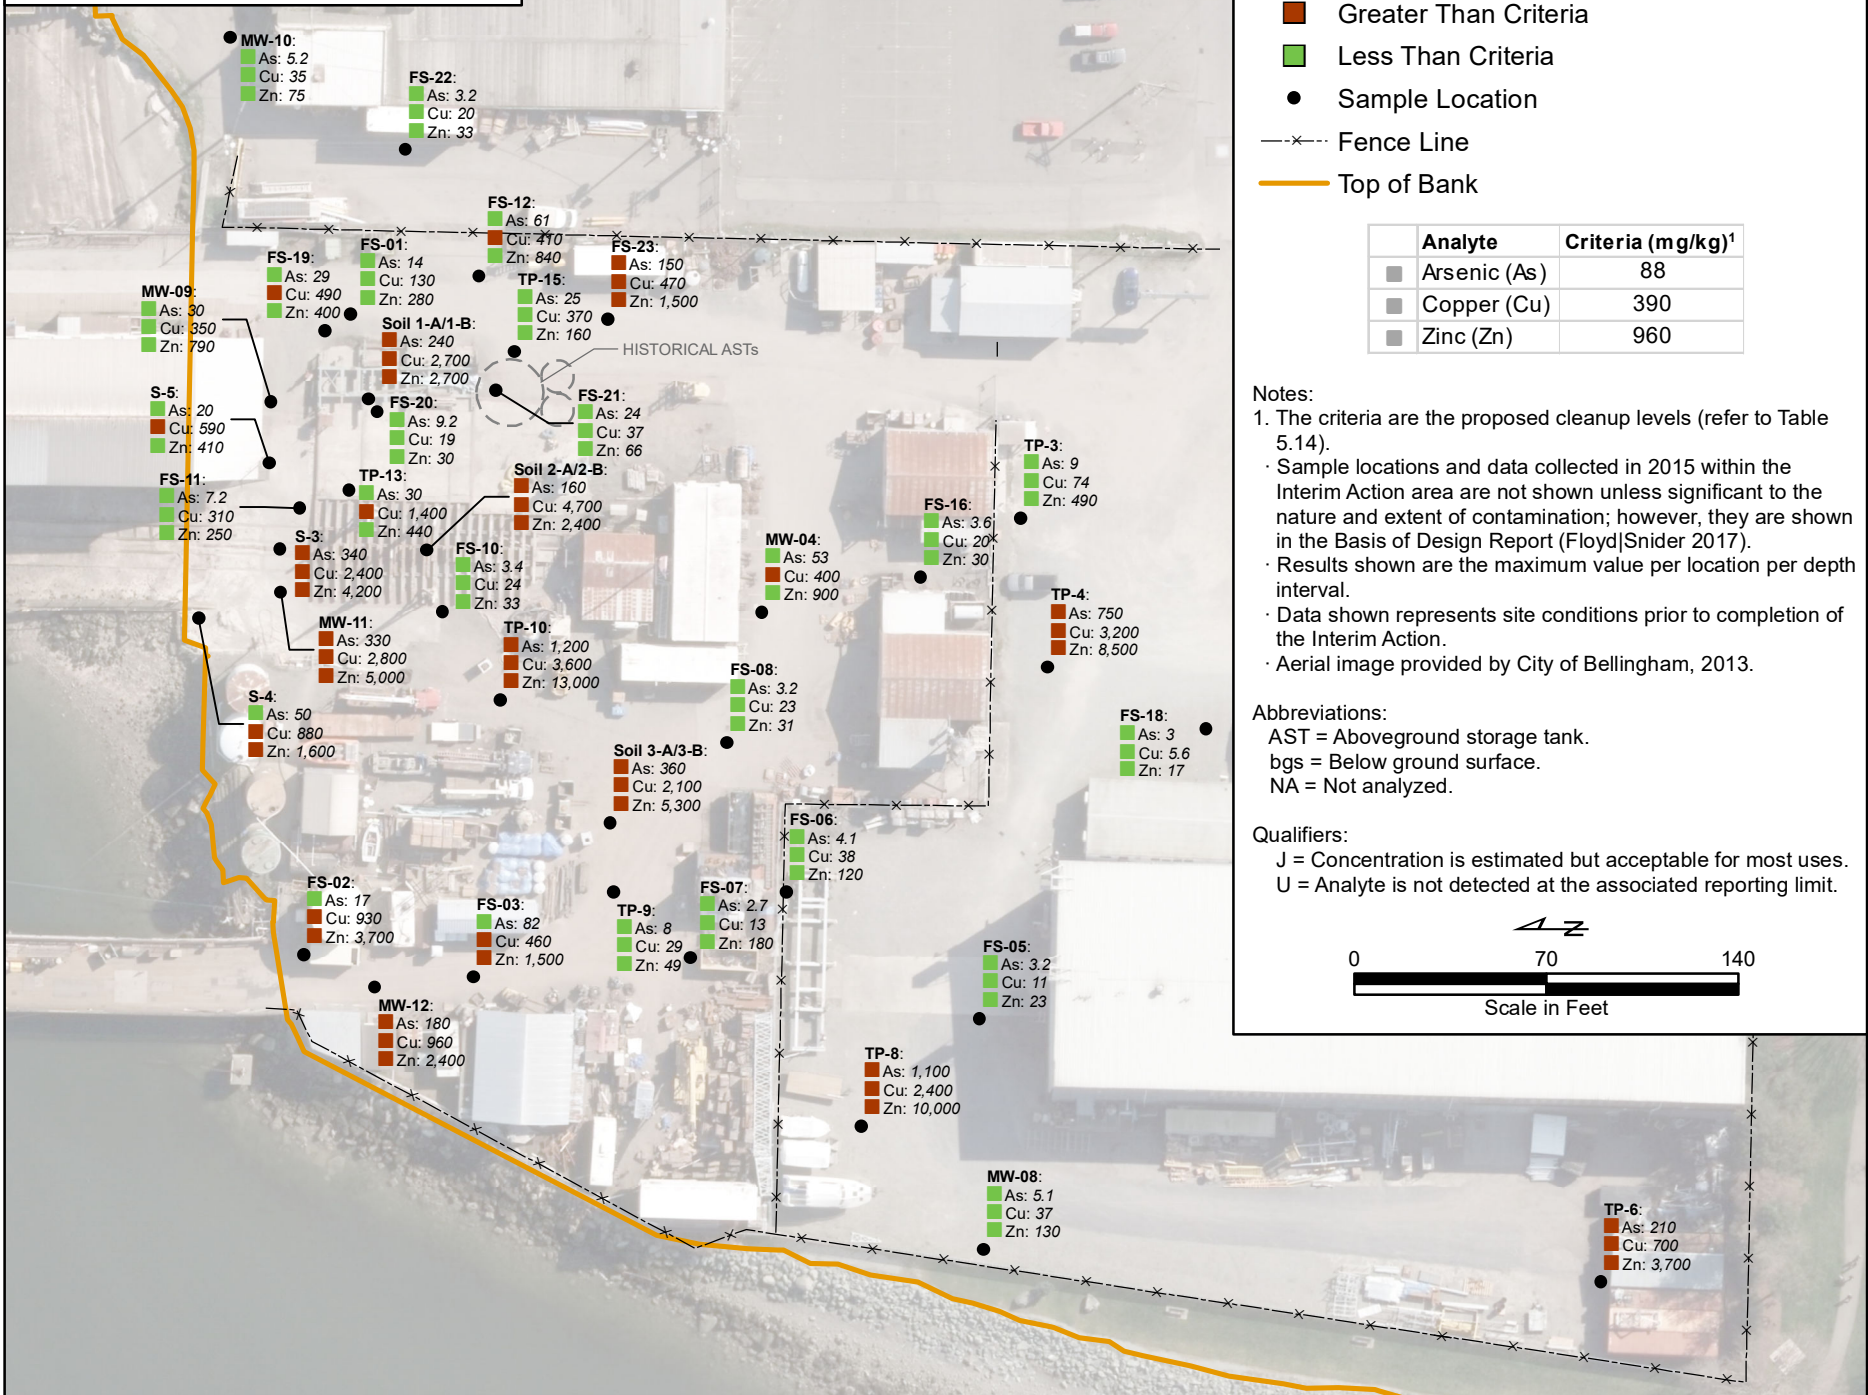 MW-10:
As: 5.2
Cu: 35
Zn: 75
FS-22:
As: 3.2
Cu: 20
Zn: 33
FS-12:
As: 61
Cu: 410
Zn: 840
FS-23:
As: 150
Cu: 470
Zn: 1,500
FS-01:
As: 14
Cu: 130
Zn: 280
FS-19:
As: 29
Cu: 490
Zn: 400
TP-15:
As: 25
Cu: 370
Zn: 160
MW-09:
As: 30
Cu: 350
Zn: 790
Soil 1-A/1-B:
As: 240
Cu: 2,700
Zn: 2,700
HISTORICAL ASTs
S-5:
As: 20
Cu: 590
Zn: 410
FS-20:
As: 9.2
Cu: 19
Zn: 30
FS-21:
As: 24
Cu: 37
Zn: 66
FS-11:
As: 7.2
Cu: 310
Zn: 250
TP-13:
As: 30
Cu: 1,400
Zn: 440
Soil 2-A/2-B:
As: 160
Cu: 4,700
Zn: 2,400
TP-3:
As: 9
Cu: 74
Zn: 490
FS-16:
As: 3.6
Cu: 20
Zn: 30
S-3:
As: 340
Cu: 2,400
Zn: 4,200
FS-10:
As: 3.4
Cu: 24
Zn: 33
MW-04:
As: 53
Cu: 400
Zn: 900
TP-4:
As: 750
Cu: 3,200
Zn: 8,500
MW-11:
As: 330
Cu: 2,800
Zn: 5,000
TP-10:
As: 1,200
Cu: 3,600
Zn: 13,000
FS-08:
As: 3.2
Cu: 23
Zn: 31
S-4:
As: 50
Cu: 880
Zn: 1,600
FS-18:
As: 3
Cu: 5.6
Zn: 17
Soil 3-A/3-B:
As: 360
Cu: 2,100
Zn: 5,300
FS-06:
As: 4.1
Cu: 38
Zn: 120
FS-02:
As: 17
Cu: 930
Zn: 3,700
FS-03:
As: 82
Cu: 460
Zn: 1,500
TP-9:
As: 8
Cu: 29
Zn: 49
FS-07:
As: 2.7
Cu: 13
Zn: 180
FS-05:
As: 3.2
Cu: 11
Zn: 23
MW-12:
As: 180
Cu: 960
Zn: 2,400
TP-8:
As: 1,100
Cu: 2,400
Zn: 10,000
MW-08:
As: 5.1
Cu: 37
Zn: 130
TP-6:
As: 210
Cu: 700
Zn: 3,700
Greater Than Criteria
Less Than Criteria
Sample Location
Fence Line
Top of Bank
Analyte Criteria (mg/kg)¹
Arsenic (As) 88
Copper (Cu) 390
Zinc (Zn) 960
Notes:
1. The criteria are the proposed cleanup levels (refer to Table
5.14).
· Sample locations and data collected in 2015 within the
Interim Action area are not shown unless significant to the
nature and extent of contamination; however, they are shown
in the Basis of Design Report (Floyd|Snider 2017).
· Results shown are the maximum value per location per depth
interval.
· Data shown represents site conditions prior to completion of
the Interim Action.
· Aerial image provided by City of Bellingham, 2013.
Abbreviations:
AST = Aboveground storage tank.
bgs = Below ground surface.
NA = Not analyzed.
Qualifiers:
J = Concentration is estimated but acceptable for most uses.
U = Analyte is not detected at the associated reporting limit.
N
0 70 140
Scale in Feet